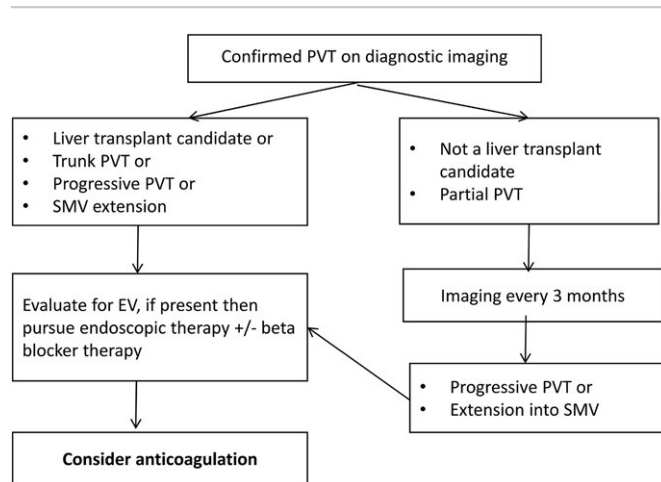 Confirmed PVT on diagnostic imaging
• Liver transplant candidate or
• Trunk PVT or
• Progressive PVT or
• SMV extension
• Not a liver transplant
candidate
• Partial PVT
Evaluate for EV, if present then
pursue endoscopic therapy +/- beta
blocker therapy
Imaging every 3 months
• Progressive PVT or
• Extension into SMV
Consider anticoagulation